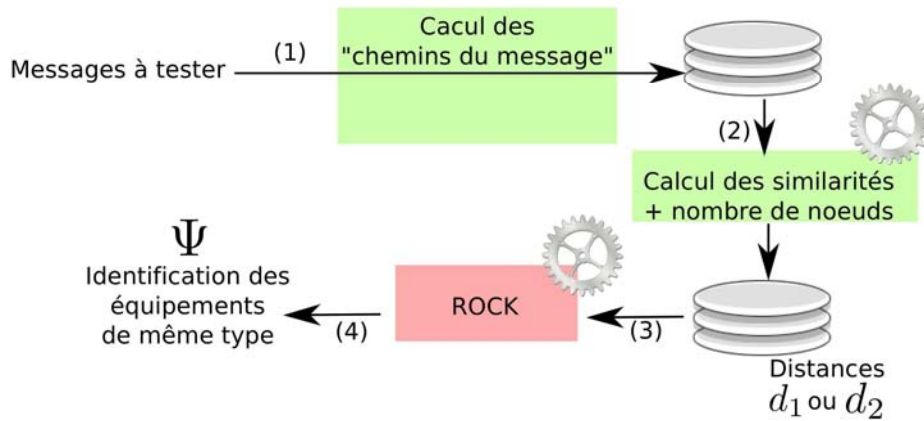 Messages à tester
(1)
Cacul des
"chemins du message"
(2)
Calcul des similarités
+ nombre de noeuds
Distances
d1 ou d2
(3)
ROCK
(4)
Ψ
Identification des
équipements
de même type